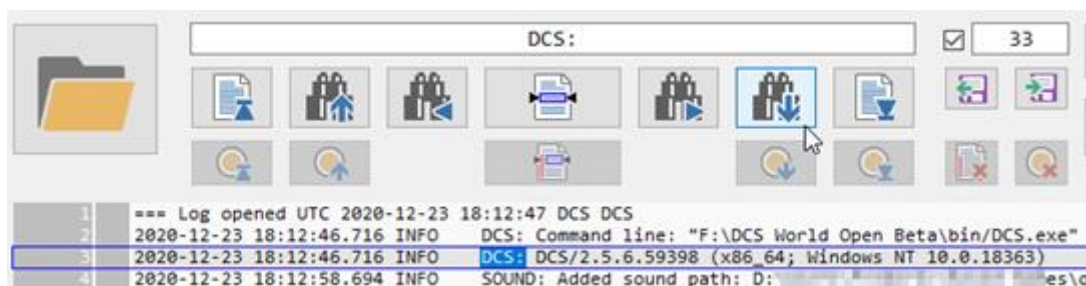 DCS:
33
1 === Log opened UTC 2020-12-23 18:12:47 DCS DCS
2 2020-12-23 18:12:46.716 INFO DCS: Command line: "F:\DCS World Open Beta\bin/DCS.exe"
3 2020-12-23 18:12:46.716 INFO DCS: DCS/2.5.6.59398 (x86_64; Windows NT 10.0.18363)
4 2020-12-23 18:12:58.694 INFO SOUND: Added sound path: D: